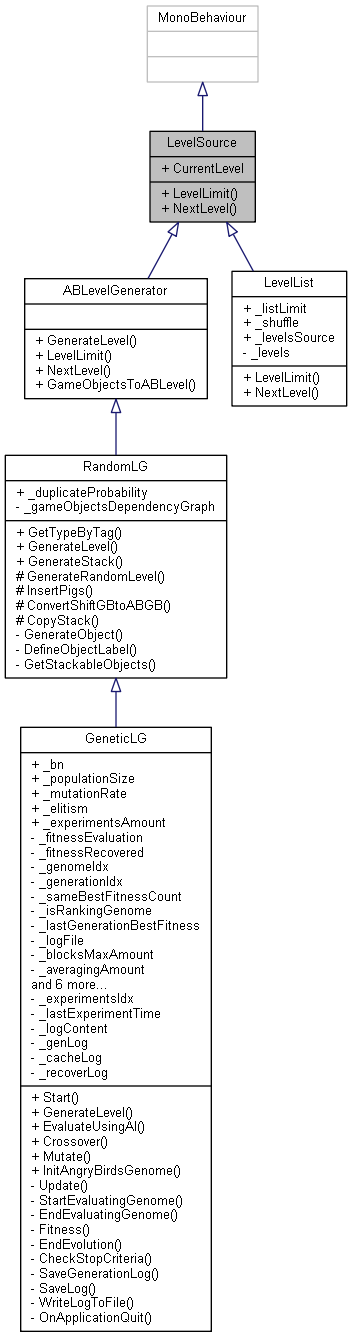 MonoBehaviour
LevelSource
+ CurrentLevel
+ LevelLimit()
+ NextLevel()
ABLevelGenerator
+ GenerateLevel()
+ LevelLimit()
+ NextLevel()
+ GameObjectsToABLevel()
LevelList
+ _listLimit
+ _shuffle
+ _levelsSource
- _levels
+ LevelLimit()
+ NextLevel()
RandomLG
+ _duplicateProbability
- _gameObjectsDependencyGraph
+ GetTypeByTag()
+ GenerateLevel()
+ GenerateStack()
# GenerateRandomLevel()
# InsertPigs()
# ConvertShiftGBtoABGB()
# CopyStack()
- GenerateObject()
- DefineObjectLabel()
- GetStackableObjects()
GeneticLG
+ _bn
+ _populationSize
+ _mutationRate
+ _elitism
+ _experimentsAmount
- _fitnessEvaluation
- _fitnessRecovered
- _genomeIdx
- _generationIdx
- _sameBestFitnessCount
- _isRankingGenome
- _lastGenerationBestFitness
- _logFile
- _blocksMaxAmount
- _averagingAmount
and 6 more...
- _experimentsIdx
- _lastExperimentTime
- _logContent
- _genLog
- _cacheLog
- _recoverLog
+ Start()
+ GenerateLevel()
+ EvaluateUsingAI()
+ Crossover()
+ Mutate()
+ InitAngryBirdsGenome()
- Update()
- StartEvaluatingGenome()
- EndEvaluatingGenome()
- Fitness()
- EndEvolution()
- CheckStopCriteria()
- SaveGenerationLog()
- SaveLog()
- WriteLogToFile()
- OnApplicationQuit()